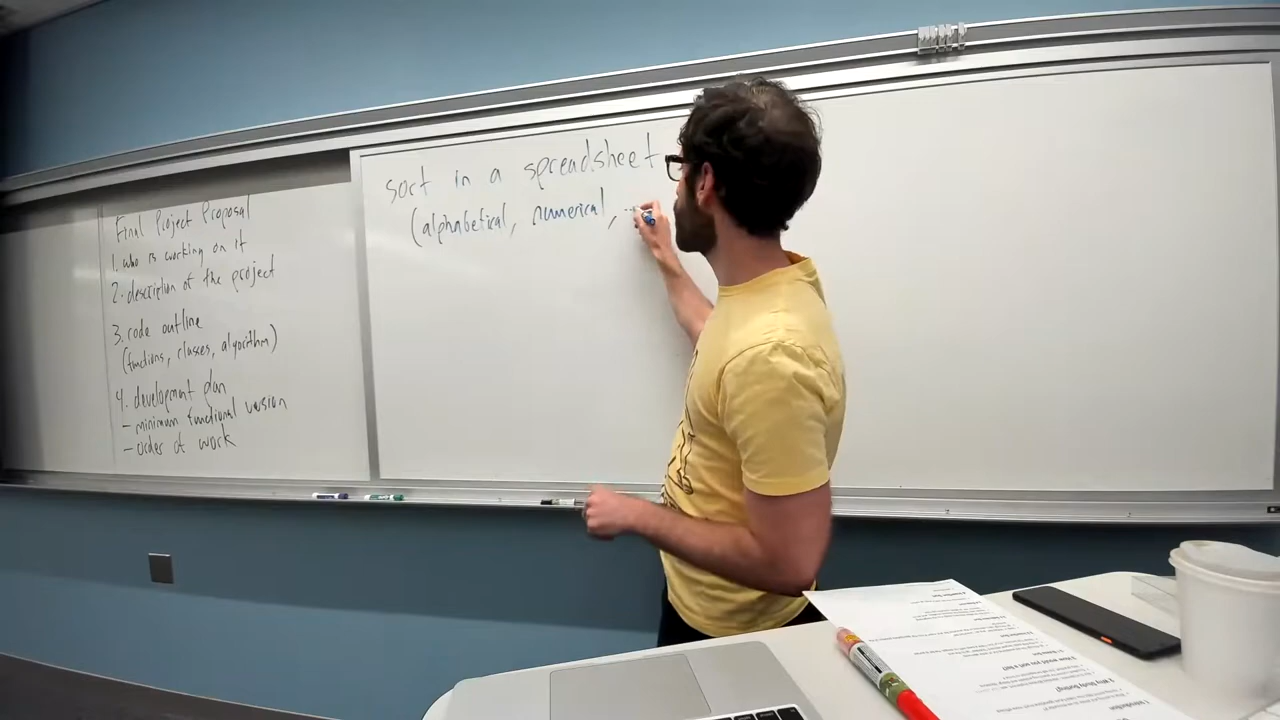 Final Project Proposal
1. who is working on it
2. description of the project
3. code outline
(functions, classes, algorithm)
4. development plan
- minimum functional version
- order of work
sort in a spreadsheet
(alphabetical, numerical,